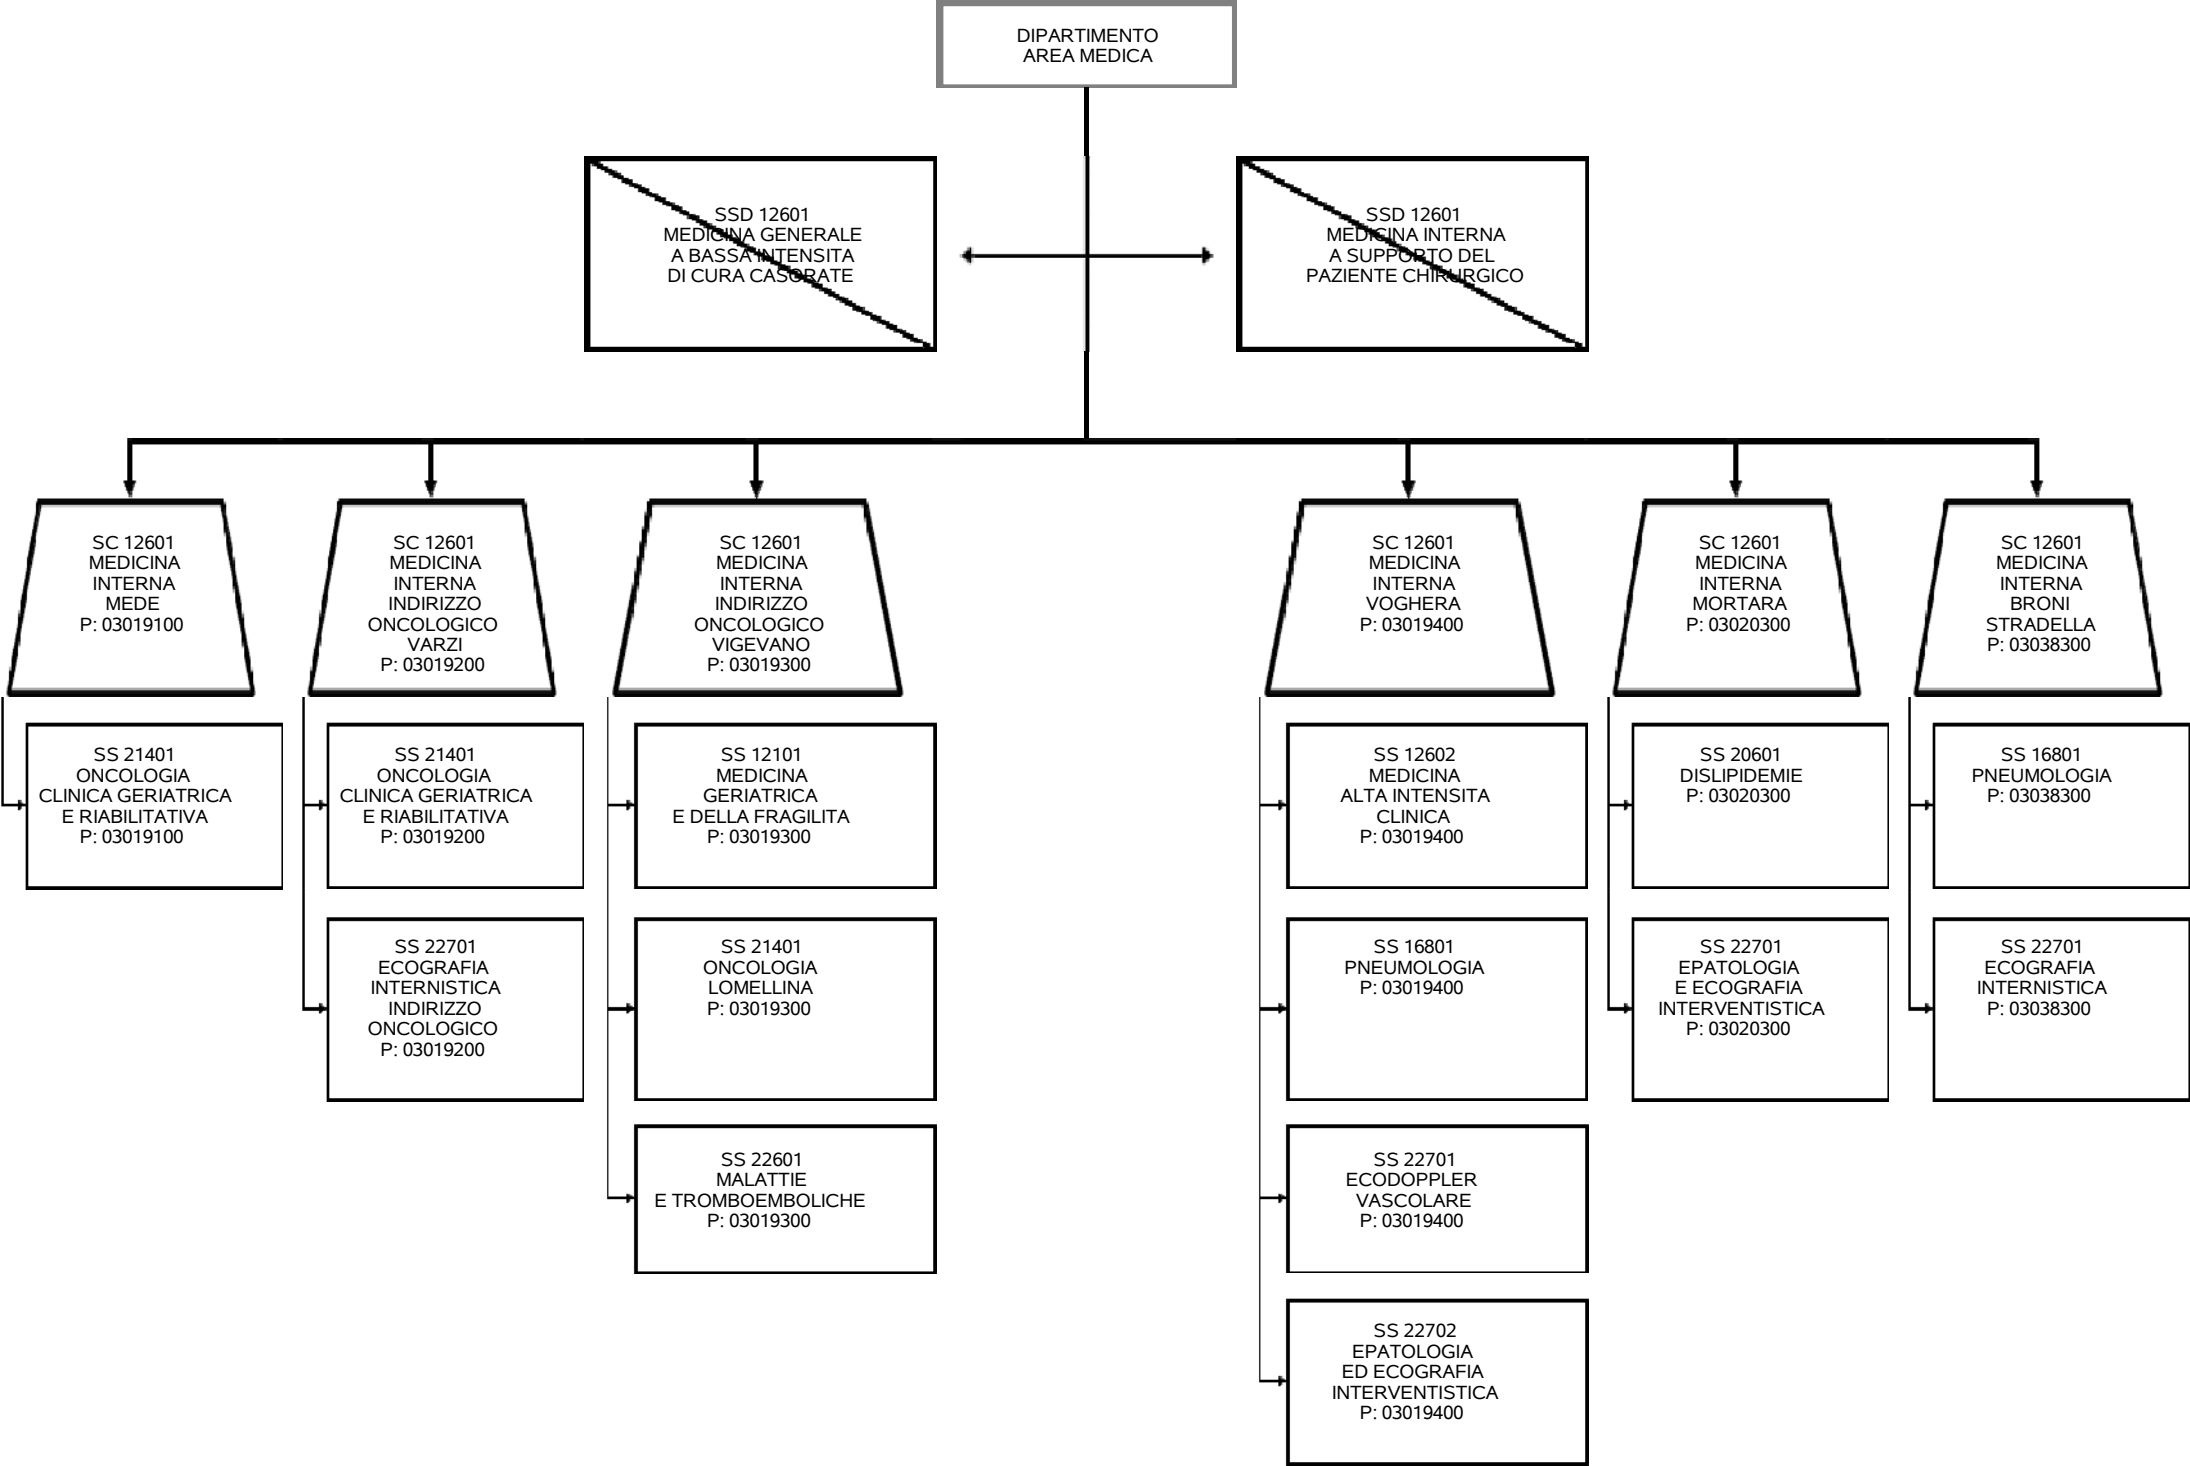 DIPARTIMENTO
AREA MEDICA
SSD 12601
MEDICINA GENERALE
A BASSA INTENSITA
DI CURA CASORATE
SSD 12601
MEDICINA INTERNA
A SUPPORTO DEL
PAZIENTE CHIRURGICO
SC 12601
MEDICINA
INTERNA
MEDE
P: 03019100
SC 12601
MEDICINA
INTERNA
INDIRIZZO
ONCOLOGICO
VARZI
P: 03019200
SC 12601
MEDICINA
INTERNA
INDIRIZZO
ONCOLOGICO
VIGEVANO
P: 03019300
SC 12601
MEDICINA
INTERNA
VOGHERA
P: 03019400
SC 12601
MEDICINA
INTERNA
MORTARA
P: 03020300
SC 12601
MEDICINA
INTERNA
BRONI
STRADELLA
P: 03038300
SS 21401
ONCOLOGIA
CLINICA GERIATRICA
E RIABILITATIVA
P: 03019100
SS 21401
ONCOLOGIA
CLINICA GERIATRICA
E RIABILITATIVA
P: 03019200
SS 12101
MEDICINA
GERIATRICA
E DELLA FRAGILITA
P: 03019300
SS 12602
MEDICINA
ALTA INTENSITA
CLINICA
P: 03019400
SS 20601
DISLIPIDEMIE
P: 03020300
SS 16801
PNEUMOLOGIA
P: 03038300
SS 22701
ECOGRAFIA
INTERNISTICA
INDIRIZZO
ONCOLOGICO
P: 03019200
SS 21401
ONCOLOGIA
LOMELLINA
P: 03019300
SS 16801
PNEUMOLOGIA
P: 03019400
SS 22701
EPATOLOGIA
E ECOGRAFIA
INTERVENTISTICA
P: 03020300
SS 22701
ECOGRAFIA
INTERNISTICA
P: 03038300
SS 22601
MALATTIE
E TROMBOEMBOLICHE
P: 03019300
SS 22701
ECODOPPLER
VASCOLARE
P: 03019400
SS 22702
EPATOLOGIA
ED ECOGRAFIA
INTERVENTISTICA
P: 03019400